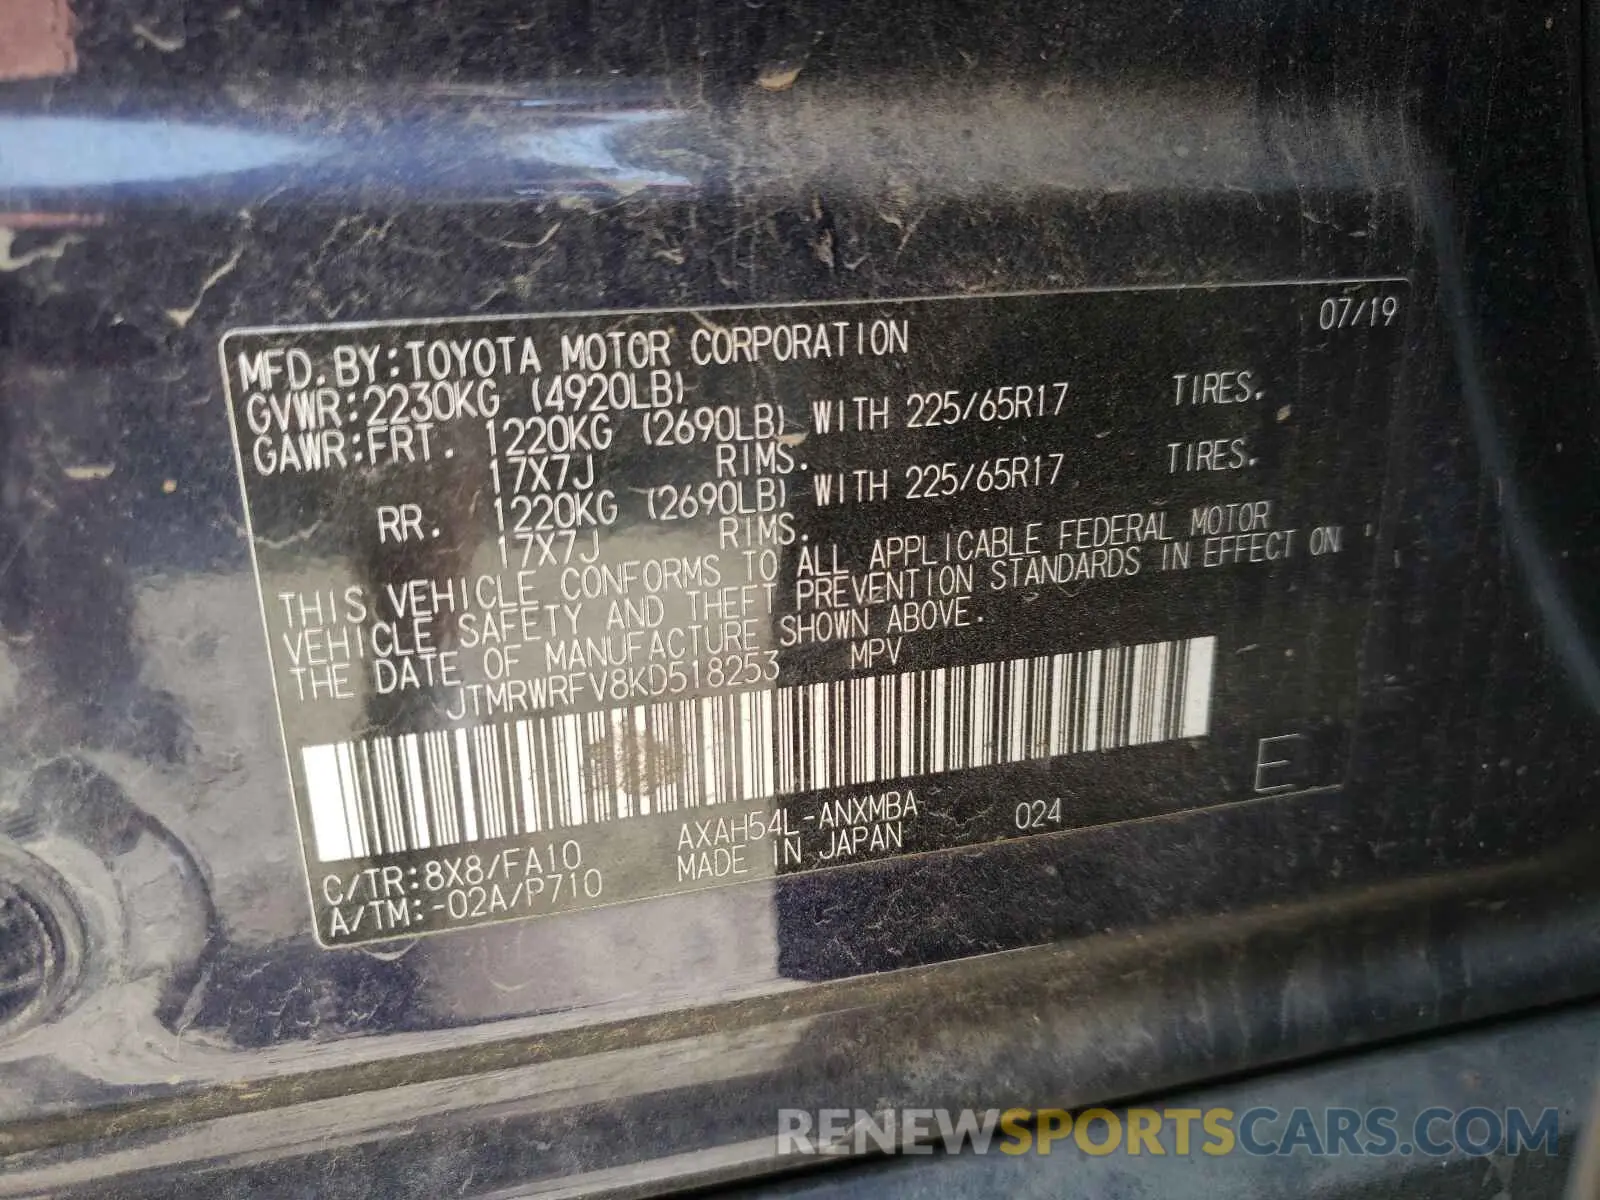 07/19
MFD. BY: TOYOTA MOTOR CORPORATION
GVWR: 2230KG (4920LB)
GAWR: FRT. 1220KG (2690LB) WITH 225/65R17 TIRES.
17X7J RIMS.
RR. 1220KG (2690LB) WITH 225/65R17 TIRES.
17X7J RIMS.
THIS VEHICLE CONFORMS TO ALL APPLICABLE FEDERAL MOTOR
VEHICLE SAFETY AND THEFT PREVENTION STANDARDS IN EFFECT ON
THE DATE OF MANUFACTURE SHOWN ABOVE.
JTMRWRFV8KD518253 MPV
E
C/TR: 8X8/FA10 AXAH54L-ANXMBA 024
A/TM: -02A/P710 MADE IN JAPAN
RENEWSPORTSCARS.COM